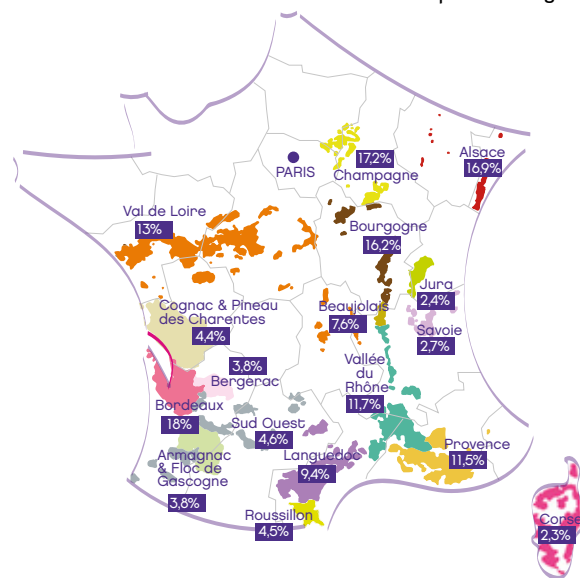 17,2%
Champagne
PARIS
Alsace
16,9%
Val de Loire
13%
Bourgogne
16,2%
Jura
2,4%
Cognac & Pineau
des Charentes
4,4%
Beaujolais
7,6%
Savoie
2,7%
3,8%
Bergerac
Vallée
du
Rhône
11,7%
Bordeaux
18%
Sud Ouest
4,6%
Provence
11,5%
Armagnac
& Floc de
Gascogne
3,8%
Languedoc
9,4%
Roussillon
4,5%
Corse
2,3%